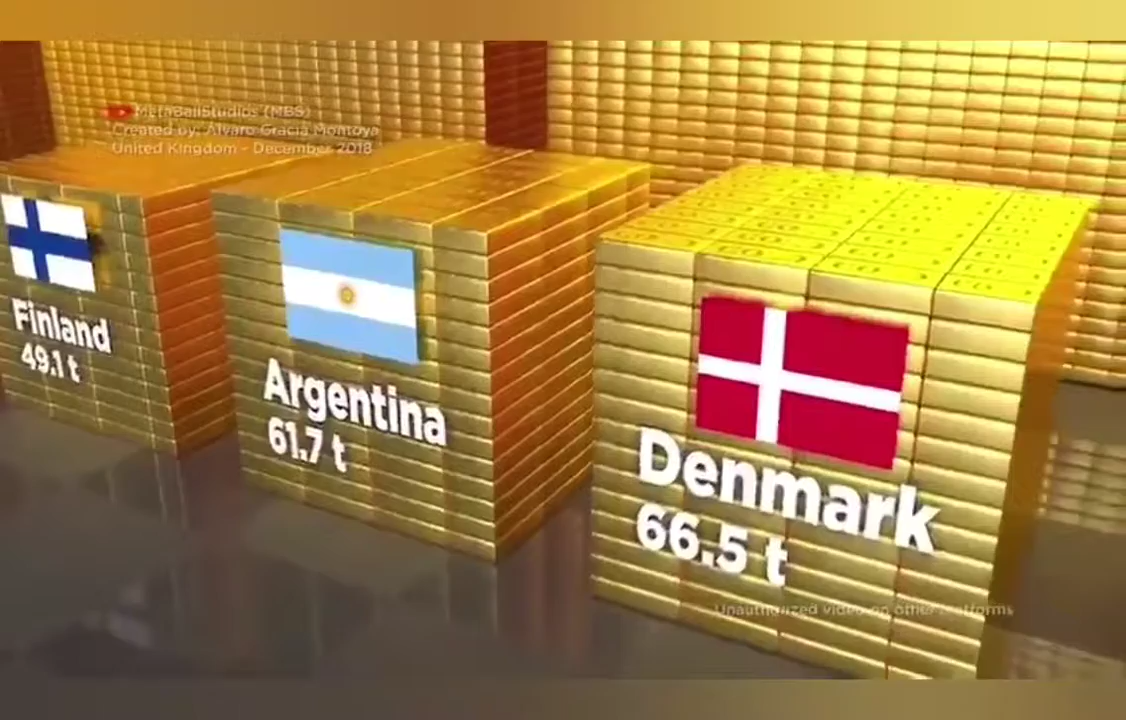 MetaBallStudios (MBS)
Created by: Alvaro Gracia Montoya
United Kingdom - December 2018
Finland
49.1 t
Argentina
61.7 t
Denmark
66.5 t
Unauthorized video on other platforms